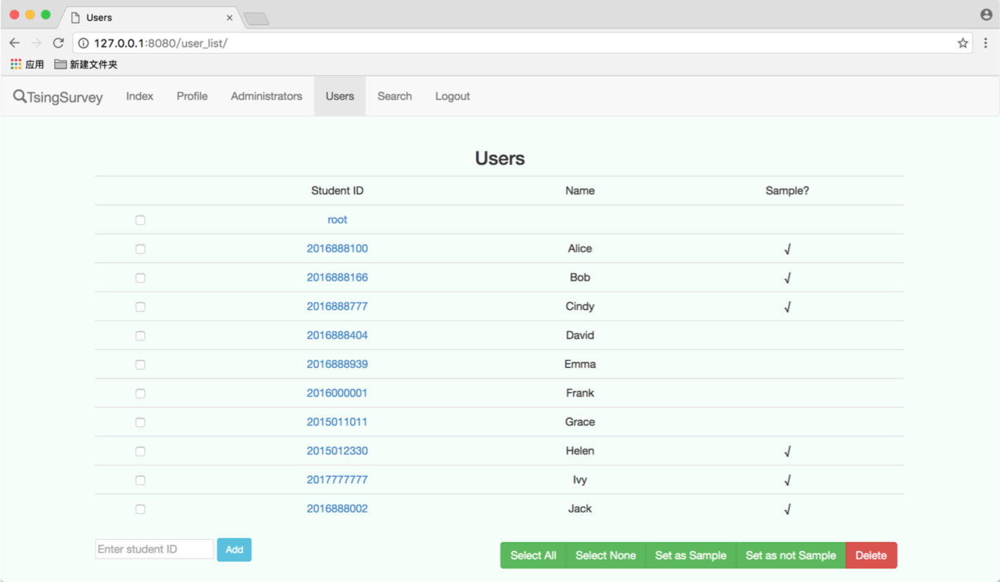 Users
127.0.0.1:8080/user_list/
应用 新建文件夹
TsingSurvey Index Profile Administrators Users Search Logout
Users
Student ID Name Sample?
root
2016888100 Alice √
2016888166 Bob √
2016888777 Cindy √
2016888404 David
2016888939 Emma
2016000001 Frank
2015011011 Grace
2015012330 Helen √
2017777777 Ivy √
2016888002 Jack √
Enter student ID Add Select All Select None Set as Sample Set as not Sample Delete